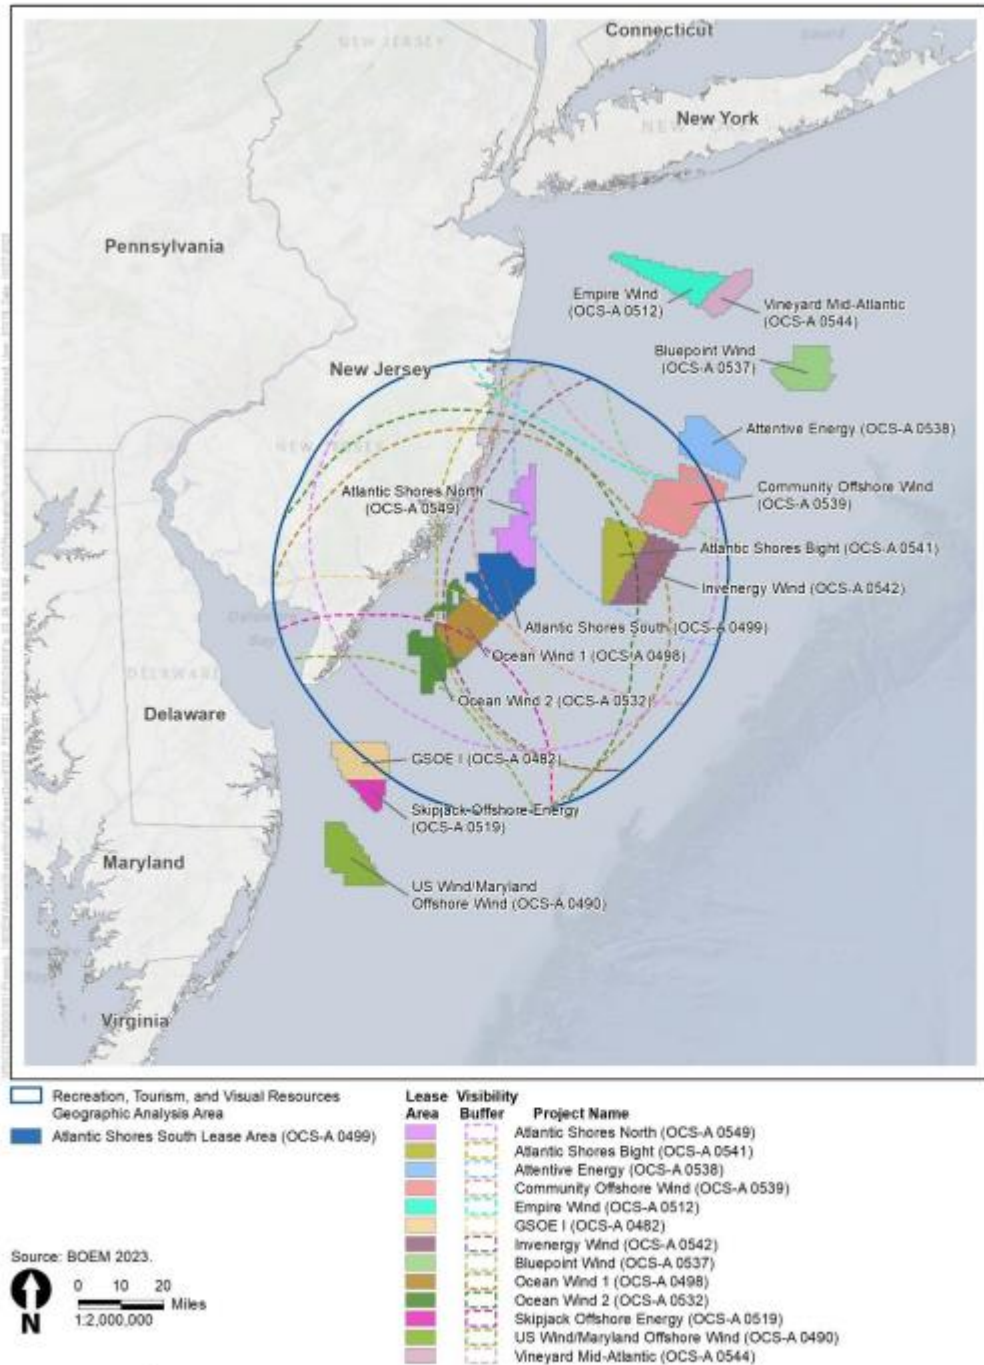 Connecticut
NEW JERSEY
New York
NEW YORK
Pennsylvania
Empire Wind
(OCS-A 0512)
Vineyard Mid-Atlantic
(OCS-A 0544)
Bluepoint Wind
(OCS-A 0537)
New Jersey
Attentive Energy (OCS-A 0538)
NEW JERSEY
Atlantic Shores North
(OCS-A 0549)
Community Offshore Wind
(OCS-A 0539)
Atlantic Shores Bight (OCS-A 0541)
Invenergy Wind (OCS-A 0542)
Atlantic Shores South (OCS-A 0499)
Ocean Wind 1 (OCS-A 0498)
DELAWARE
Ocean Wind 2 (OCS-A 0532)
Delaware
GSOE I (OCS-A 0482)
Skipjack Offshore Energy
(OCS-A 0519)
Maryland
US Wind/Maryland
Offshore Wind (OCS-A 0490)
Virginia
Recreation, Tourism, and Visual Resources
Geographic Analysis Area
Atlantic Shores South Lease Area (OCS-A 0499)
Lease Visibility
Area Buffer Project Name
Atlantic Shores North (OCS-A 0549)
Atlantic Shores Bight (OCS-A 0541)
Attentive Energy (OCS-A 0538)
Community Offshore Wind (OCS-A 0539)
Empire Wind (OCS-A 0512)
GSOE I (OCS-A 0482)
Invenergy Wind (OCS-A 0542)
Bluepoint Wind (OCS-A 0537)
Ocean Wind 1 (OCS-A 0498)
Ocean Wind 2 (OCS-A 0532)
Skipjack Offshore Energy (OCS-A 0519)
US Wind/Maryland Offshore Wind (OCS-A 0490)
Vineyard Mid-Atlantic (OCS-A 0544)
Source: BOEM 2023.
0 10 20
Miles
1:2,000,000
N